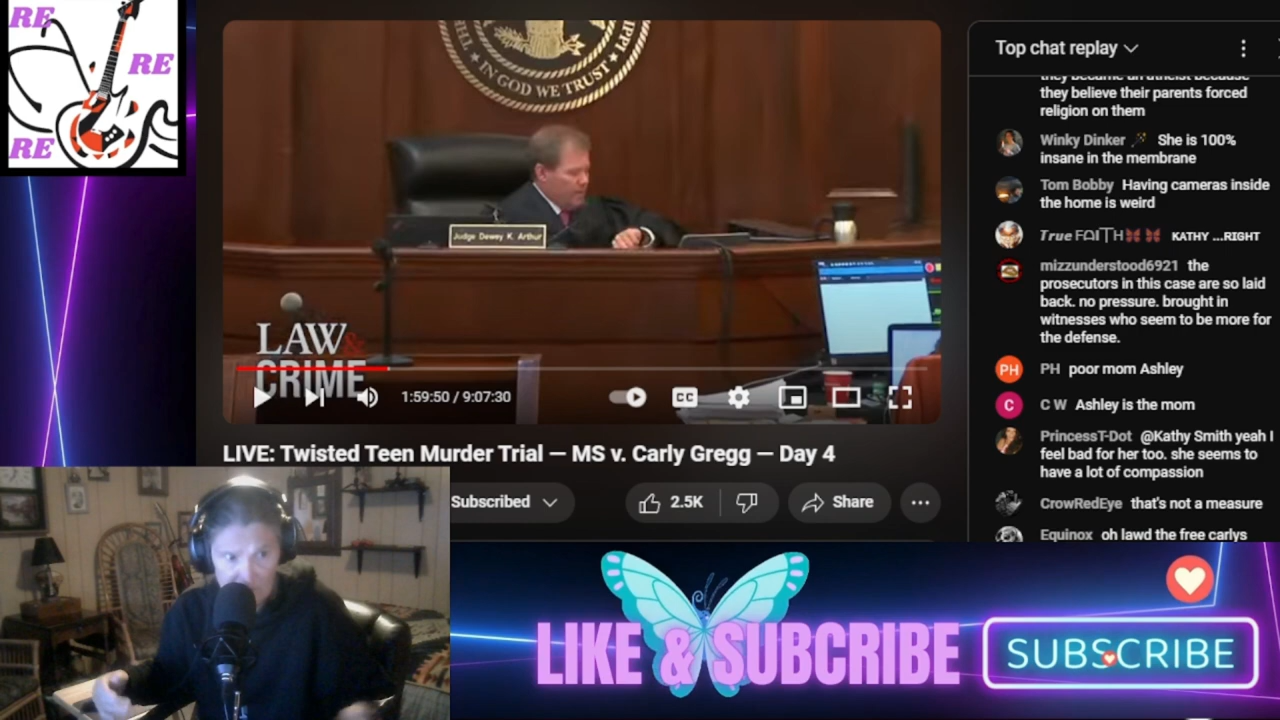 RE
RE
RE
IN GOD WE TRUST
Judge Dewey K. Arthur
LAW&
CRIME
1:59:50 / 9:07:30
CC
LIVE: Twisted Teen Murder Trial — MS v. Carly Gregg — Day 4
Subscribed
2.5K
Share
Top chat replay
they became an atheist because
they believe their parents forced
religion on them
Winky Dinker She is 100%
insane in the membrane
Tom Bobby Having cameras inside
the home is weird
True FAITH KATHY ...RIGHT
mizzunderstood6921 the
prosecutors in this case are so laid
back. no pressure. brought in
witnesses who seem to be more for
the defense.
PH PH poor mom Ashley
C C W Ashley is the mom
PrincessT-Dot @Kathy Smith yeah I
feel bad for her too. she seems to
have a lot of compassion
CrowRedEye that's not a measure
Equinox oh lawd the free carlys
LIKE & SUBCRIBE
SUBSCRIBE